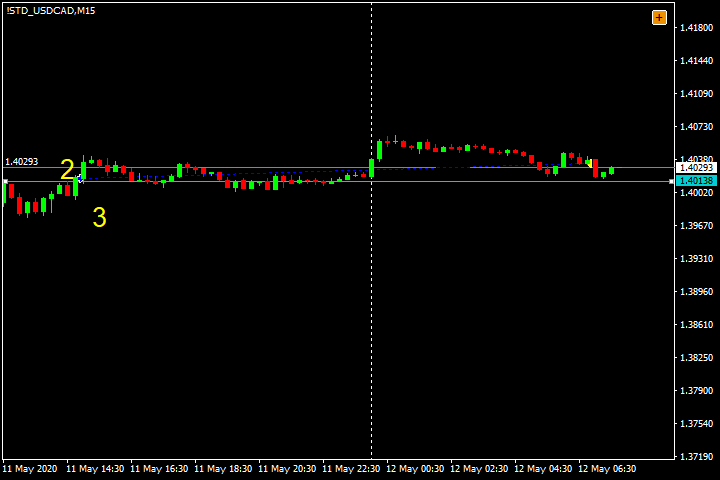 !STD_USDCAD,M15
+
1.41800
1.41440
1.41090
1.40730
1.40380
1.40293
1.40293
1.40138
1.40020
1.39670
1.39310
1.38960
1.38610
1.38250
1.37900
1.37540
1.37190
2
3
11 May 2020
11 May 14:30
11 May 16:30
11 May 18:30
11 May 20:30
11 May 22:30
12 May 00:30
12 May 02:30
12 May 04:30
12 May 06:30